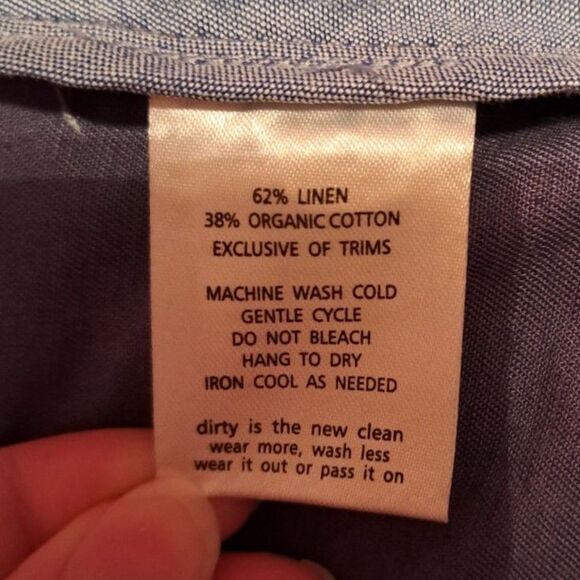 62% LINEN
38% ORGANIC COTTON
EXCLUSIVE OF TRIMS
MACHINE WASH COLD
GENTLE CYCLE
DO NOT BLEACH
HANG TO DRY
IRON COOL AS NEEDED
dirty is the new clean
wear more, wash less
wear it out or pass it on